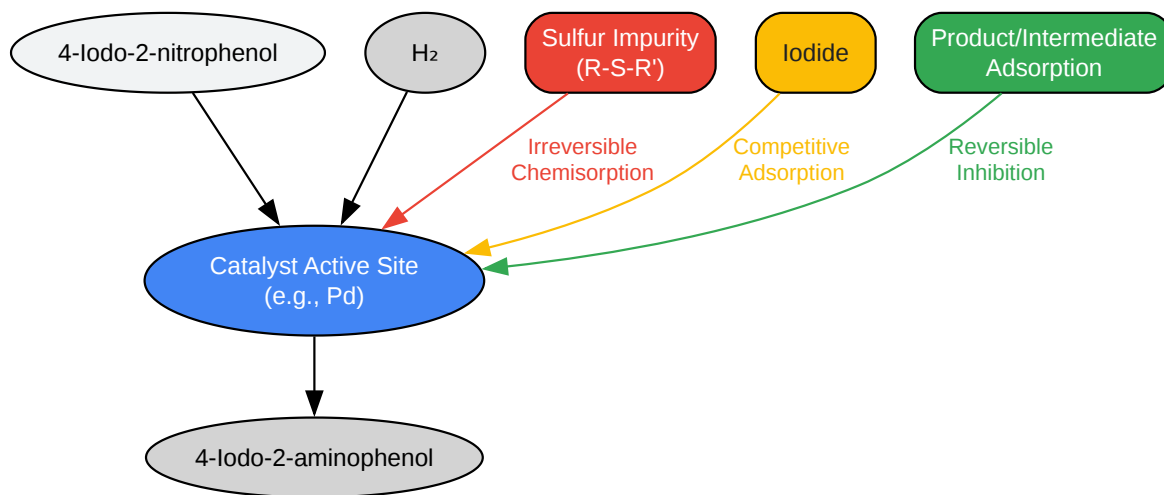 4-Iodo-2-nitrophenol
H₂
Sulfur Impurity
(R-S-R')
Iodide
Product/Intermediate
Adsorption
Irreversible
Chemisorption
Competitive
Adsorption
Reversible
Inhibition
Catalyst Active Site
(e.g., Pd)
4-Iodo-2-aminophenol